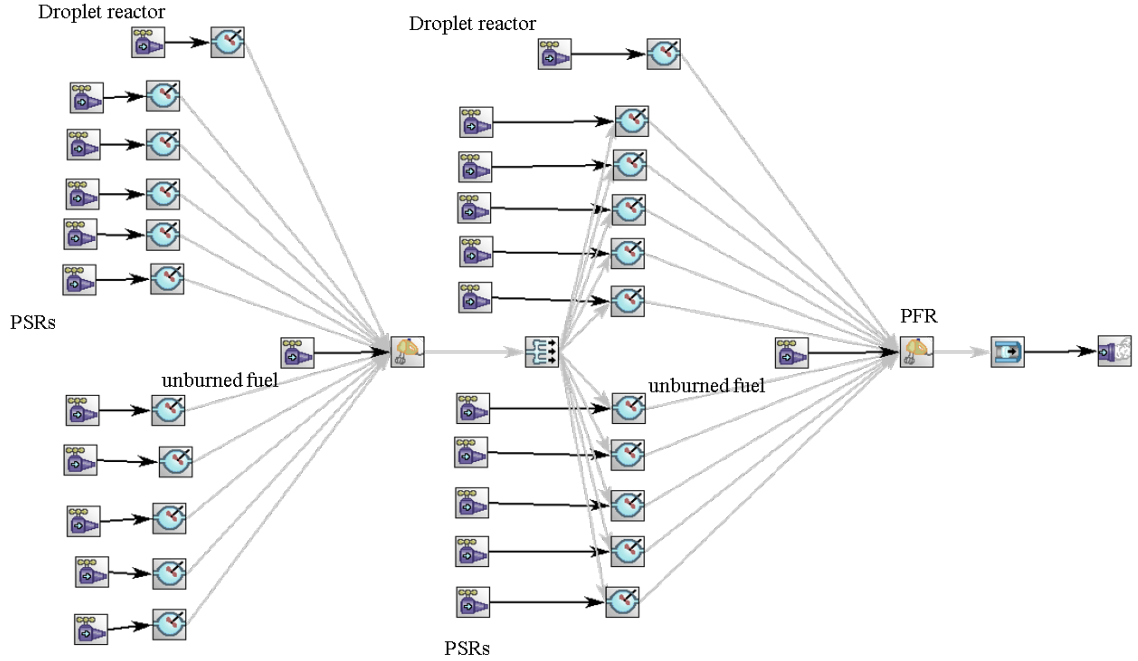 Droplet reactor
Droplet reactor
PSRs
PFR
unburned fuel
unburned fuel
PSRs